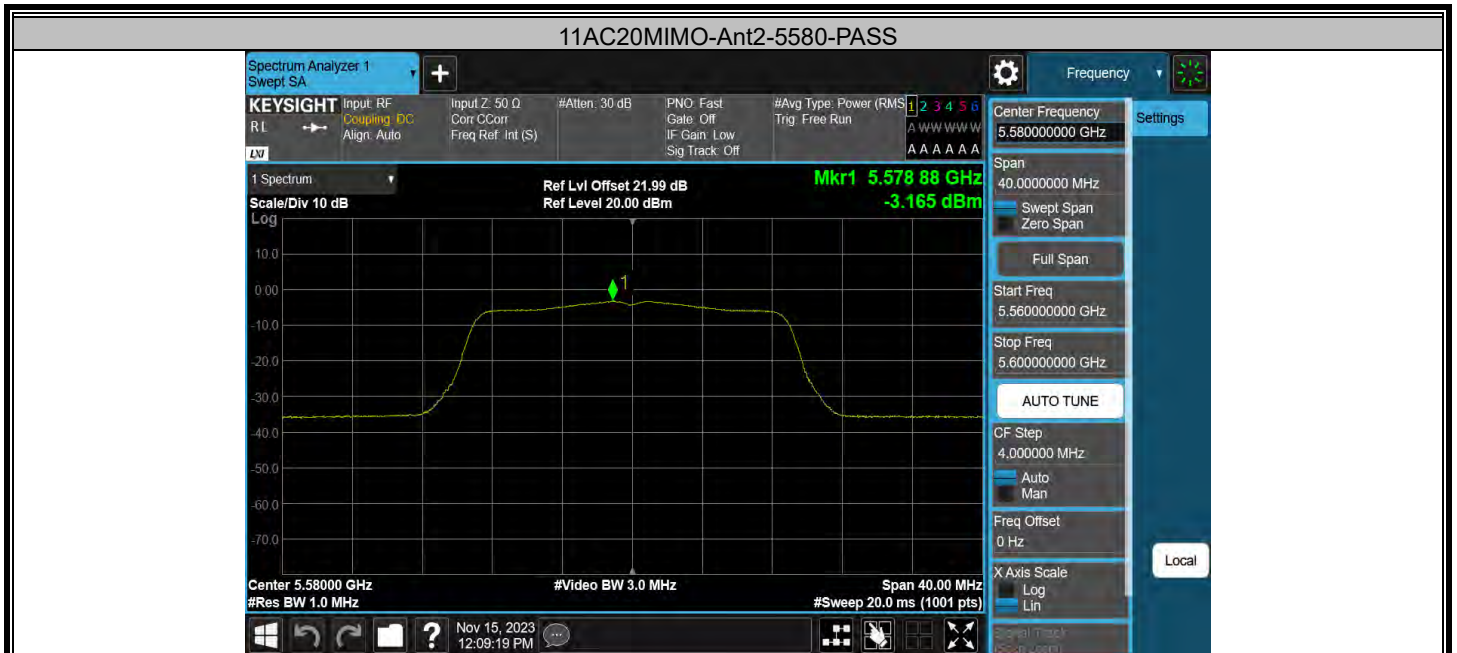 11AC20MIMO-Ant2-5580-PASS
Spectrum Analyzer 1
Swept SA
Frequency
KEYSIGHT
RL
LXI
Input: RF
Coupling: DC
Align: Auto
Input Z: 50 Ω
Corr CCorr
Freq Ref: Int (S)
#Atten: 30 dB
PNO: Fast
Gate: Off
IF Gain: Low
Sig Track: Off
#Avg Type: Power (RMS
Trig: Free Run
1 2 3 4 5 6
A WW WW W
A A A A A A
1 Spectrum
Scale/Div 10 dB
Log
Ref Lvl Offset 21.99 dB
Ref Level 20.00 dBm
Mkr1 5.578 88 GHz
-3.165 dBm
10.0
0.00
-10.0
-20.0
-30.0
-40.0
-50.0
-60.0
-70.0
1
Center 5.58000 GHz
#Res BW 1.0 MHz
#Video BW 3.0 MHz
Span 40.00 MHz
#Sweep 20.0 ms (1001 pts)
Center Frequency
5.580000000 GHz
Settings
Span
40.0000000 MHz
Swept Span
Zero Span
Full Span
Start Freq
5.560000000 GHz
Stop Freq
5.600000000 GHz
AUTO TUNE
CF Step
4.000000 MHz
Auto
Man
Freq Offset
0 Hz
X Axis Scale
Log
Lin
Signal Track
Local
Nov 15, 2023
12:09:19 PM